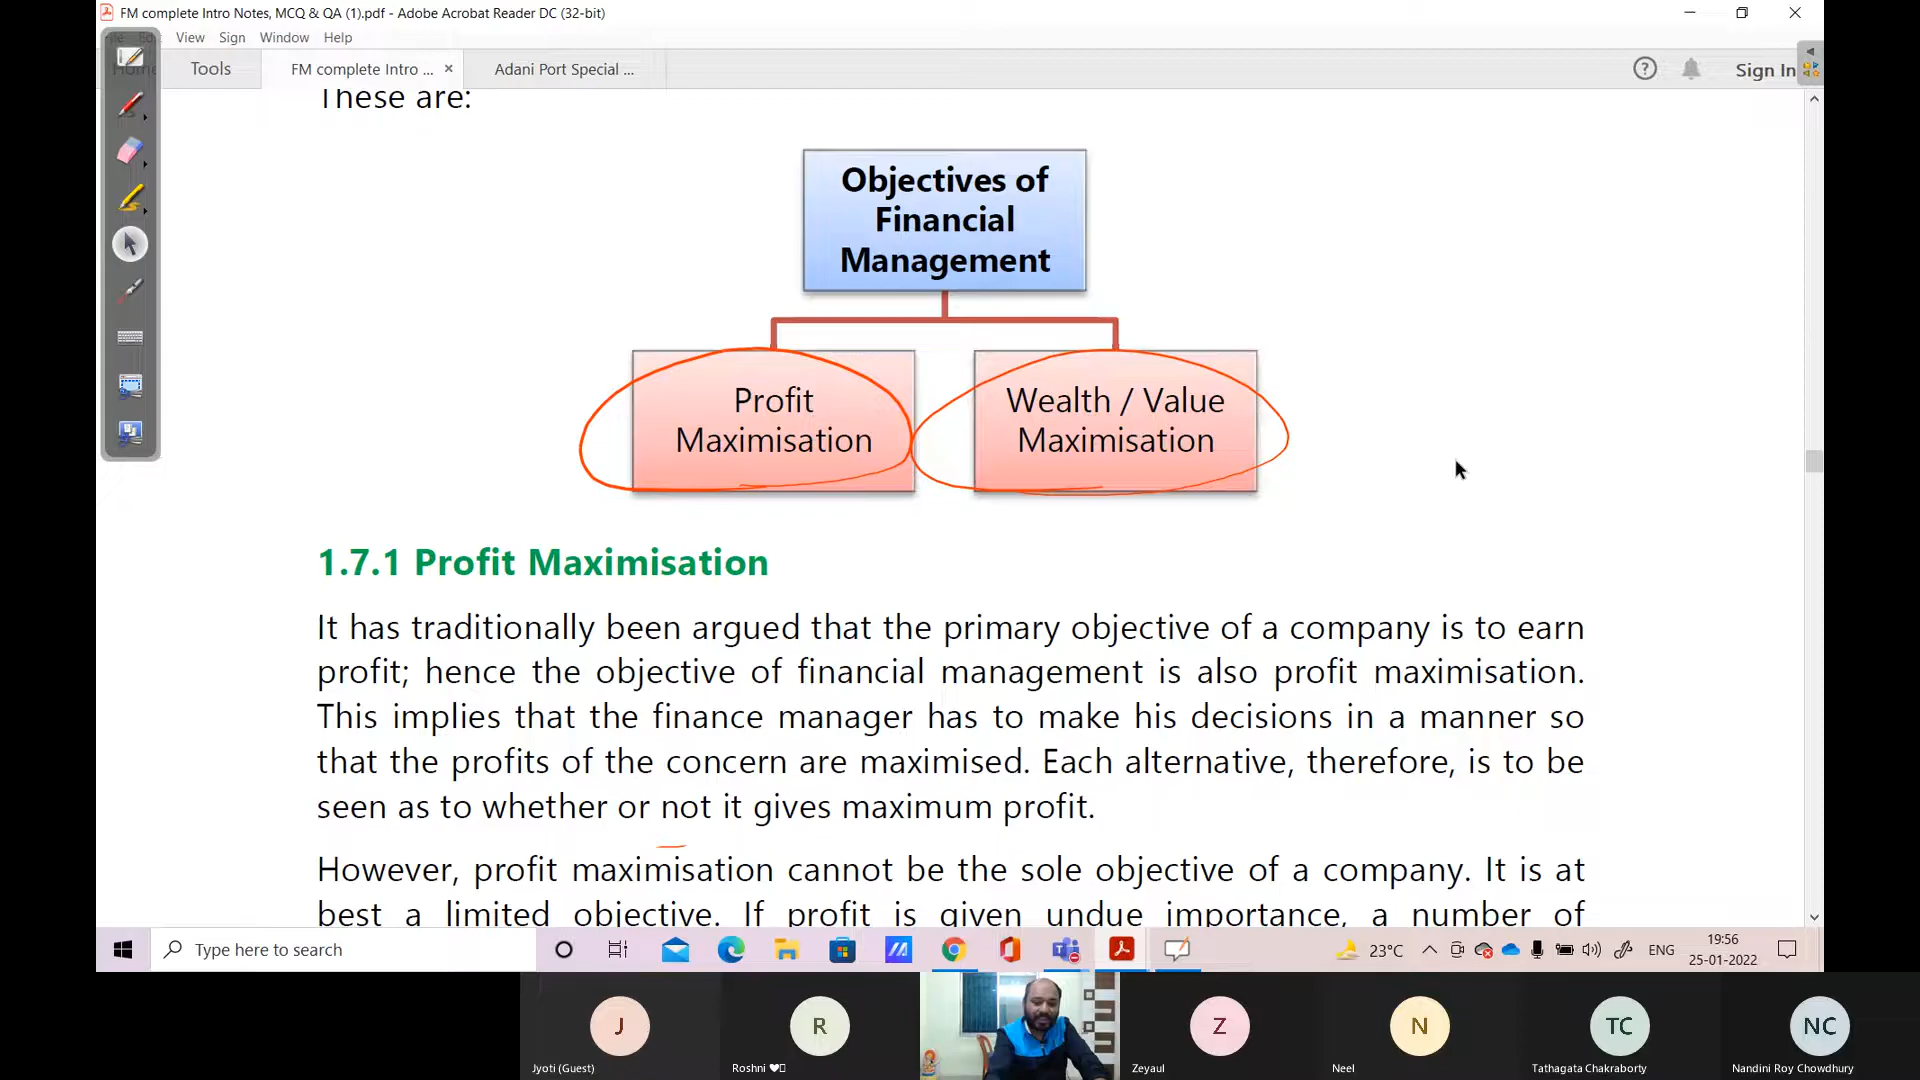 FM complete Intro Notes, MCQ & QA (1).pdf - Adobe Acrobat Reader DC (32-bit)
View Sign Window Help
Home Tools FM complete Intro ... × Adani Port Special ... Sign In
These are:
Objectives of
Financial
Management
Profit
Maximisation
Wealth / Value
Maximisation
1.7.1 Profit Maximisation
It has traditionally been argued that the primary objective of a company is to earn
profit; hence the objective of financial management is also profit maximisation.
This implies that the finance manager has to make his decisions in a manner so
that the profits of the concern are maximised. Each alternative, therefore, is to be
seen as to whether or not it gives maximum profit.
However, profit maximisation cannot be the sole objective of a company. It is at
best a limited objective. If profit is given undue importance, a number of
Type here to search
23°C
ENG
19:56
25-01-2022
J
R
Z
N
TC
NC
Jyoti (Guest)
Roshni
Zeyaul
Neel
Tathagata Chakraborty
Nandini Roy Chowdhury